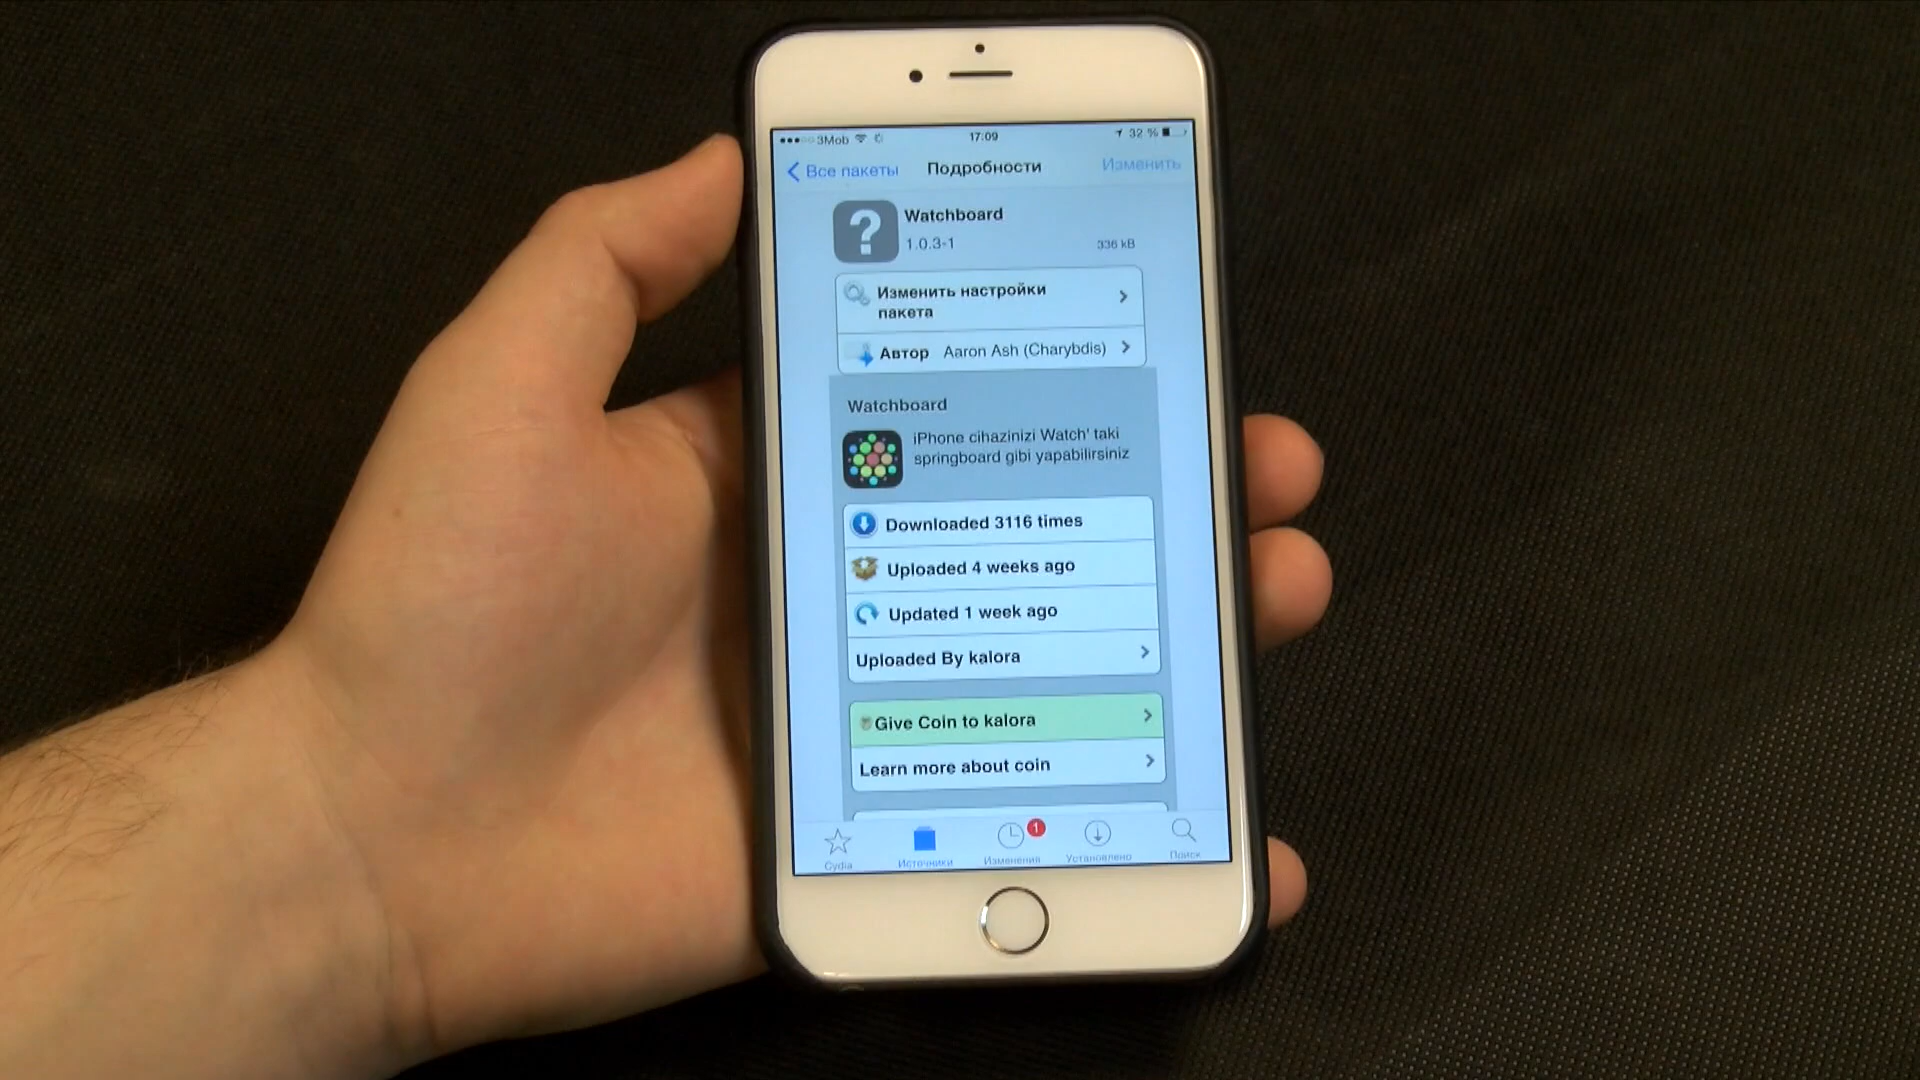 3Mob 17:09 32 %
Все пакеты Подробности Изменить
?
Watchboard
1.0.3-1 336 kB
Изменить настройки
пакета
Автор Aaron Ash (Charybdis)
Watchboard
iPhone cihazinizi Watch' taki
springboard gibi yapabilirsiniz
Downloaded 3116 times
Uploaded 4 weeks ago
Updated 1 week ago
Uploaded By kalora
Give Coin to kalora
Learn more about coin
1
Cydia Источники Изменения Установлено Поиск